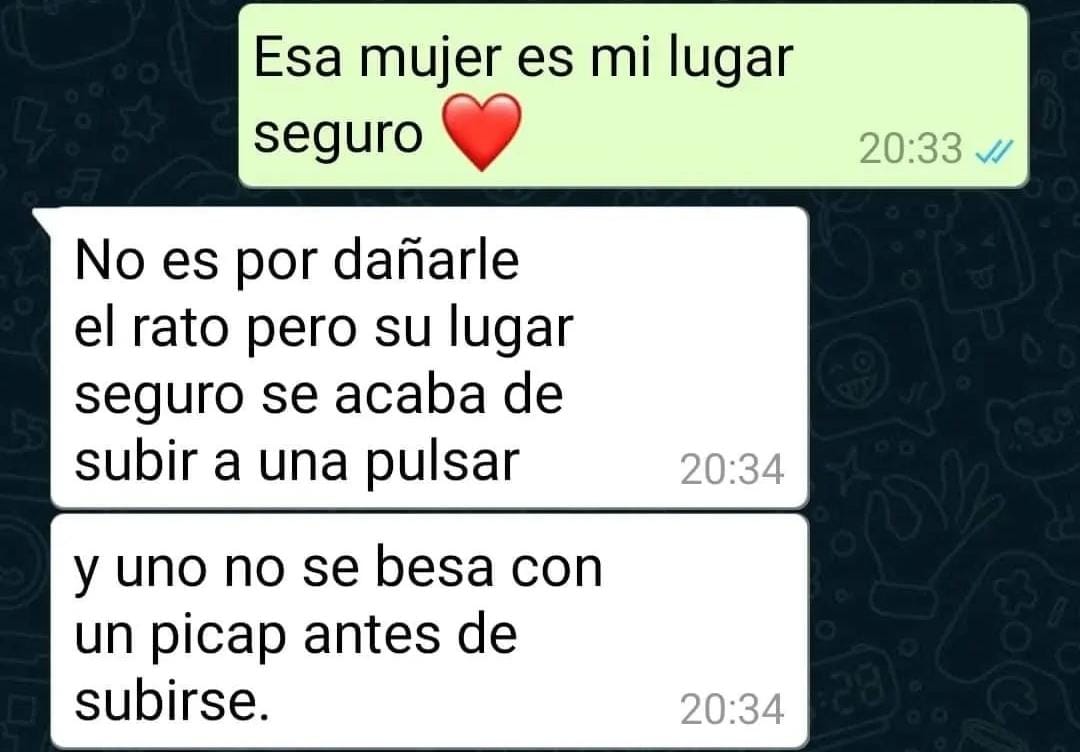 Esa mujer es mi lugar
seguro ❤️
20:33
No es por dañarle
el rato pero su lugar
seguro se acaba de
subir a una pulsar
20:34
y uno no se besa con
un picap antes de
subirse.
20:34